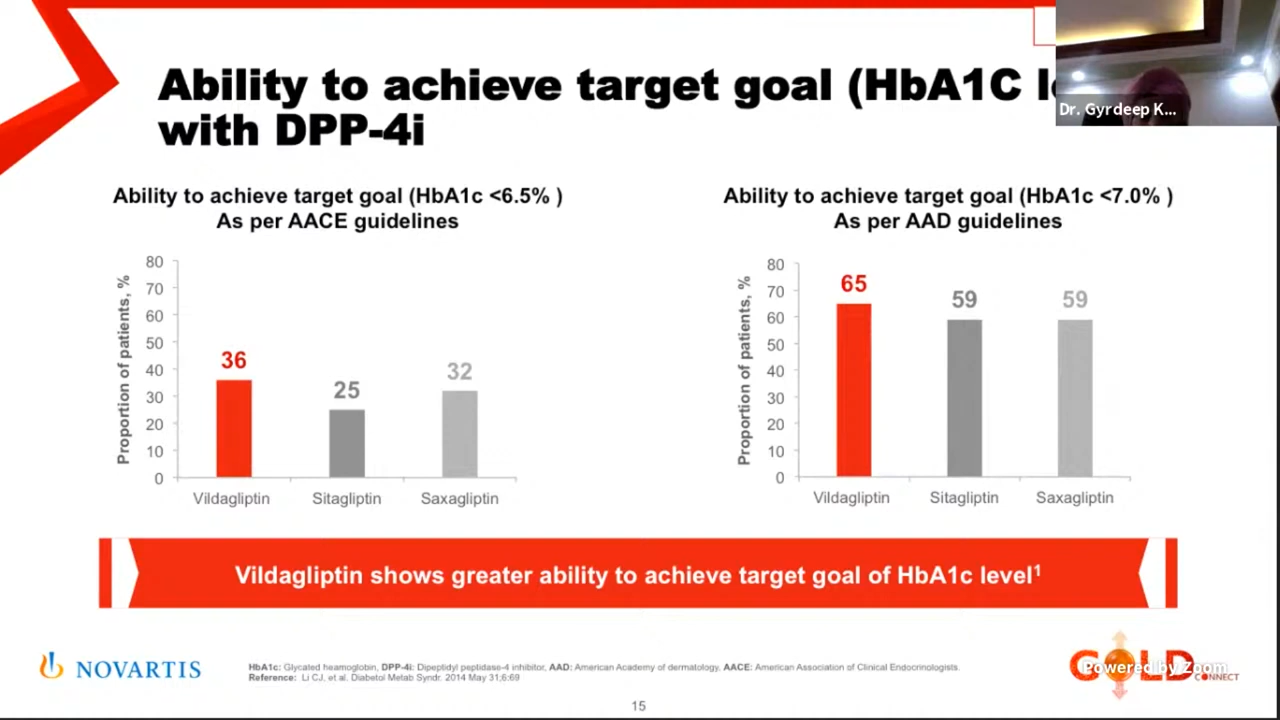 Ability to achieve target goal (HbA1C
with DPP-4i
Dr. Gyrdeep K...
Ability to achieve target goal (HbA1c <6.5% )
As per AACE guidelines
Proportion of patients, %
80
70
60
50
40
30
20
10
0
36
25
32
Vildagliptin Sitagliptin Saxagliptin
Ability to achieve target goal (HbA1c <7.0% )
As per AAD guidelines
Proportion of patients, %
80
70
60
50
40
30
20
10
0
65
59
59
Vildagliptin Sitagliptin Saxagliptin
Vildagliptin shows greater ability to achieve target goal of HbA1c level1
NOVARTIS
HbA1c: Glycated heamoglobin, DPP-4i: Dipeptidyl peptidase-4 inhibitor, AAD: American Academy of dermatology, AACE: American Association of Clinical Endocrinologists.
Reference: Li CJ, et al. Diabetol Metab Syndr. 2014 May 31;6:69
GOLD
CONNECT
Powered by Zoom
15